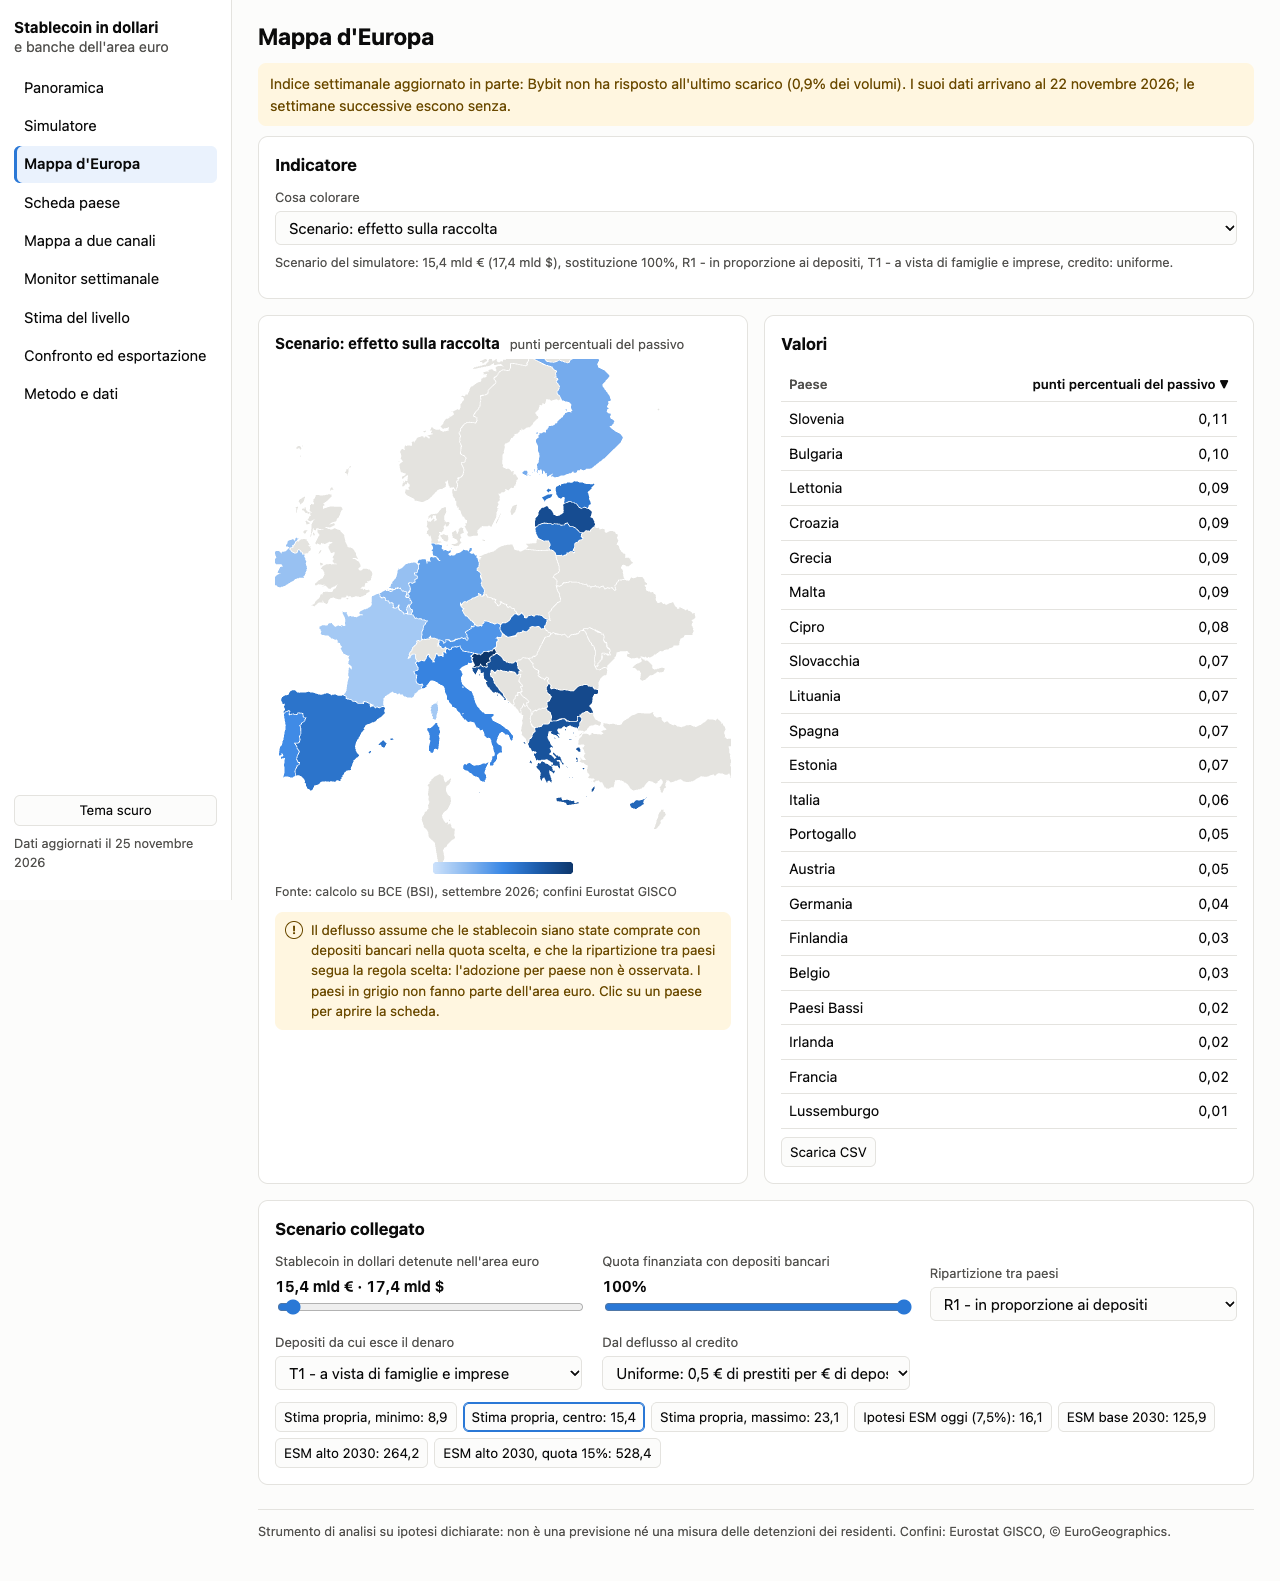 Stablecoin in dollari
e banche dell'area euro
Panoramica
Simulatore
Mappa d'Europa
Scheda paese
Mappa a due canali
Monitor settimanale
Stima del livello
Confronto ed esportazione
Metodo e dati
Tema scuro
Dati aggiornati il 25 novembre
2026
Mappa d'Europa
Indice settimanale aggiornato in parte: Bybit non ha risposto all'ultimo scarico (0,9% dei volumi). I suoi dati arrivano al 22 novembre 2026; le
settimane successive escono senza.
Indicatore
Cosa colorare
Scenario: effetto sulla raccolta
Scenario del simulatore: 15,4 mld € (17,4 mld $), sostituzione 100%, R1 - in proporzione ai depositi, T1 - a vista di famiglie e imprese, credito: uniforme.
Scenario: effetto sulla raccolta punti percentuali del passivo
Fonte: calcolo su BCE (BSI), settembre 2026; confini Eurostat GISCO
Il deflusso assume che le stablecoin siano state comprate con
depositi bancari nella quota scelta, e che la ripartizione tra paesi
segua la regola scelta: l'adozione per paese non è osservata. I
paesi in grigio non fanno parte dell'area euro. Clic su un paese
per aprire la scheda.
Valori
Paese punti percentuali del passivo ▼
Slovenia 0,11
Bulgaria 0,10
Lettonia 0,09
Croazia 0,09
Grecia 0,09
Malta 0,09
Cipro 0,08
Slovacchia 0,07
Lituania 0,07
Spagna 0,07
Estonia 0,07
Italia 0,06
Portogallo 0,05
Austria 0,05
Germania 0,04
Finlandia 0,03
Belgio 0,03
Paesi Bassi 0,02
Irlanda 0,02
Francia 0,02
Lussemburgo 0,01
Scarica CSV
Scenario collegato
Stablecoin in dollari detenute nell'area euro
15,4 mld € · 17,4 mld $
Quota finanziata con depositi bancari
100%
Ripartizione tra paesi
R1 - in proporzione ai depositi
Depositi da cui esce il denaro
T1 - a vista di famiglie e imprese
Dal deflusso al credito
Uniforme: 0,5 € di prestiti per € di depos
Stima propria, minimo: 8,9
Stima propria, centro: 15,4
Stima propria, massimo: 23,1
Ipotesi ESM oggi (7,5%): 16,1
ESM base 2030: 125,9
ESM alto 2030: 264,2
ESM alto 2030, quota 15%: 528,4
Strumento di analisi su ipotesi dichiarate: non è una previsione né una misura delle detenzioni dei residenti. Confini: Eurostat GISCO, © EuroGeographics.